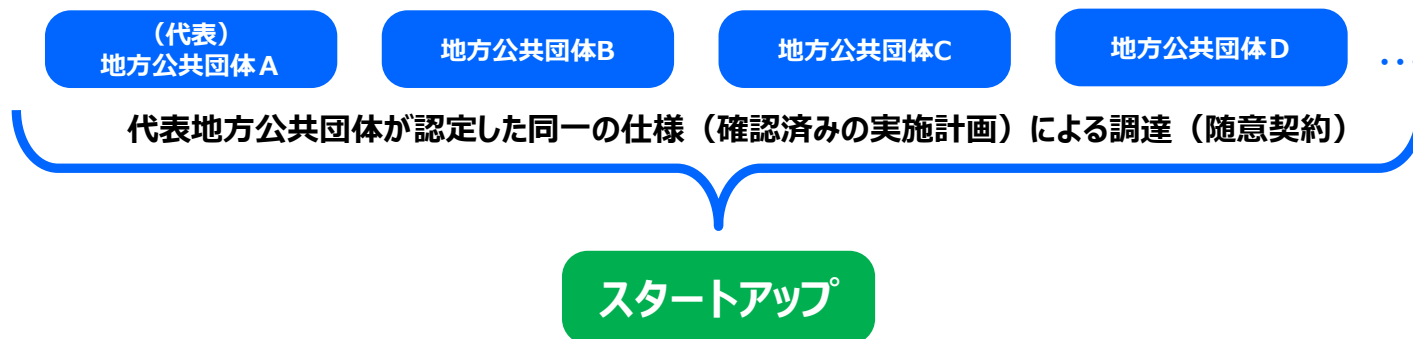 （代表）
地方公共団体A
地方公共団体B
地方公共団体C
地方公共団体D
…
代表地方公共団体が認定した同一の仕様（確認済みの実施計画）による調達（随意契約）
スタートアップ